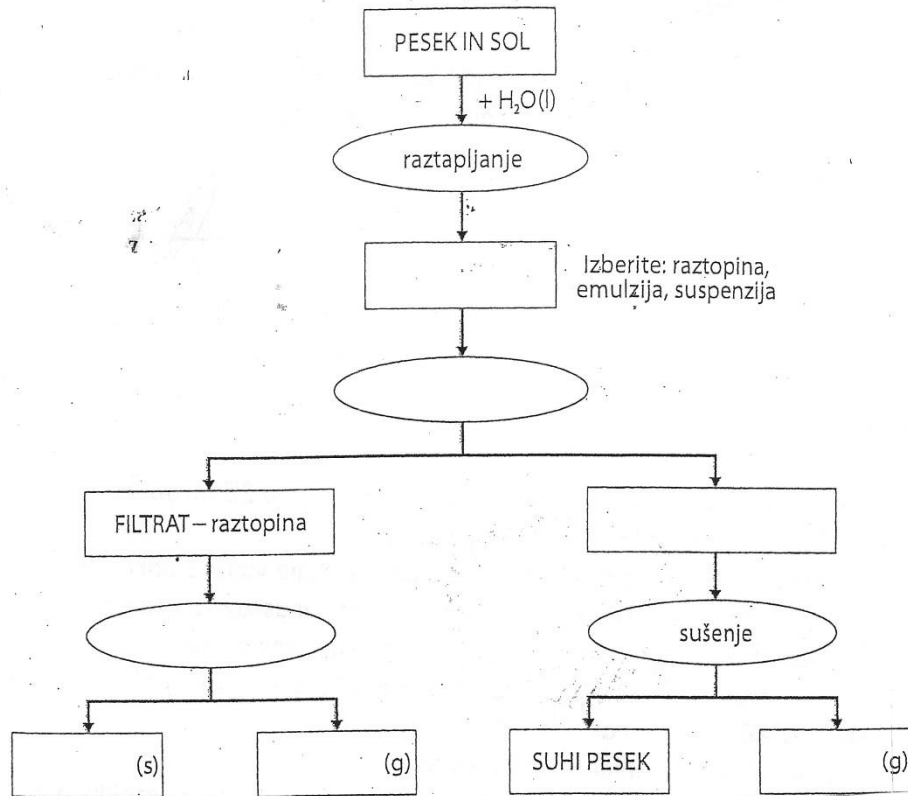 PESEK IN SOL
+ H₂O(l)
raztapljanje
Izberite: raztopina,
emulzija, suspenzija
FILTRAT – raztopina
sušenje
(s)
(g)
SUHI PESEK
(g)